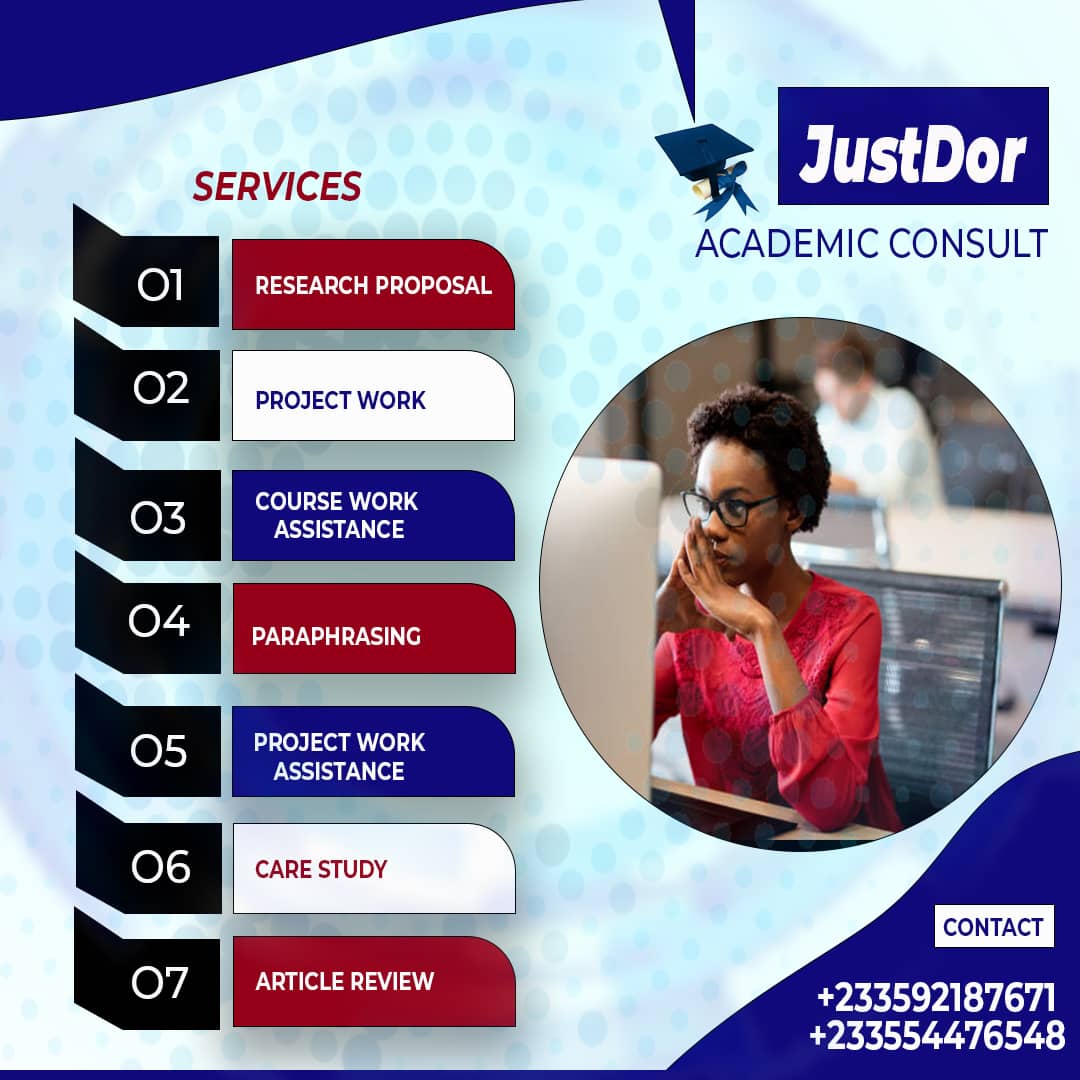 JustDor
ACADEMIC CONSULT
SERVICES
01
RESEARCH PROPOSAL
02
PROJECT WORK
03
COURSE WORK
ASSISTANCE
04
PARAPHRASING
05
PROJECT WORK
ASSISTANCE
06
CARE STUDY
07
ARTICLE REVIEW
CONTACT
+233592187671
+233554476548